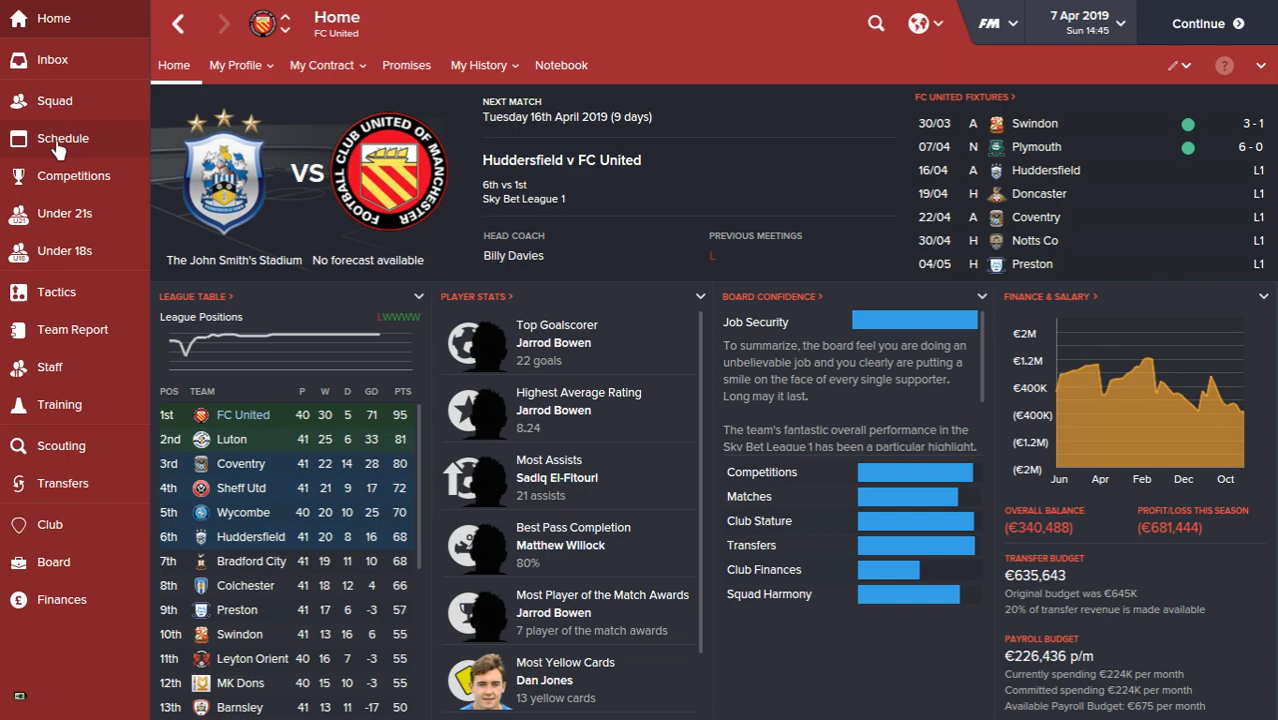 Home
Inbox
Squad
Schedule
Competitions
Under 21s
Under 18s
Tactics
Team Report
Staff
Training
Scouting
Transfers
Club
Board
Finances
Home
FC United
FM
7 Apr 2019
Sun 14:45
Continue
Home My Profile My Contract Promises My History Notebook
?
VS
FOOTBALL CLUB UNITED OF MANCHESTER
The John Smith's Stadium No forecast available
NEXT MATCH
Tuesday 16th April 2019 (9 days)
Huddersfield v FC United
6th vs 1st
Sky Bet League 1
HEAD COACH
Billy Davies
PREVIOUS MEETINGS
L
FC UNITED FIXTURES >
30/03 A Swindon 3 - 1
07/04 N Plymouth 6 - 0
16/04 A Huddersfield L1
19/04 H Doncaster L1
22/04 A Coventry L1
30/04 H Notts Co L1
04/05 H Preston L1
LEAGUE TABLE >
League Positions LWWWW
POS TEAM P W D GD PTS
1st FC United 40 30 5 71 95
2nd Luton 41 25 6 33 81
3rd Coventry 41 22 14 28 80
4th Sheff Utd 41 21 9 17 72
5th Wycombe 40 20 10 25 70
6th Huddersfield 41 20 8 16 68
7th Bradford City 41 19 11 10 68
8th Colchester 41 18 12 4 66
9th Preston 41 17 6 -3 57
10th Swindon 41 13 16 6 55
11th Leyton Orient 40 16 7 -3 55
12th MK Dons 40 15 10 -3 55
13th Barnsley 41 13 11 -17 50
PLAYER STATS >
Top Goalscorer
Jarrod Bowen
22 goals
Highest Average Rating
Jarrod Bowen
8.24
Most Assists
Sadiq El-Fitouri
21 assists
Best Pass Completion
Matthew Willock
80%
Most Player of the Match Awards
Jarrod Bowen
7 player of the match awards
Most Yellow Cards
Dan Jones
13 yellow cards
BOARD CONFIDENCE >
Job Security
To summarize, the board feel you are doing an
unbelievable job and you clearly are putting a
smile on the face of every single supporter.
Long may it last.
The team's fantastic overall performance in the
Sky Bet League 1 has been a particular highlight.
Competitions
Matches
Club Stature
Transfers
Club Finances
Squad Harmony
FINANCE & SALARY >
€2M
€1.2M
€400K
(€400K)
(€1.2M)
(€2M)
Jun Apr Feb Dec Oct
OVERALL BALANCE
(€340,488)
PROFIT/LOSS THIS SEASON
(€681,444)
TRANSFER BUDGET
€635,643
Original budget was €645K
20% of transfer revenue is made available
PAYROLL BUDGET
€226,436 p/m
Currently spending €224K per month
Committed spending €224K per month
Available Payroll Budget: €675 per month